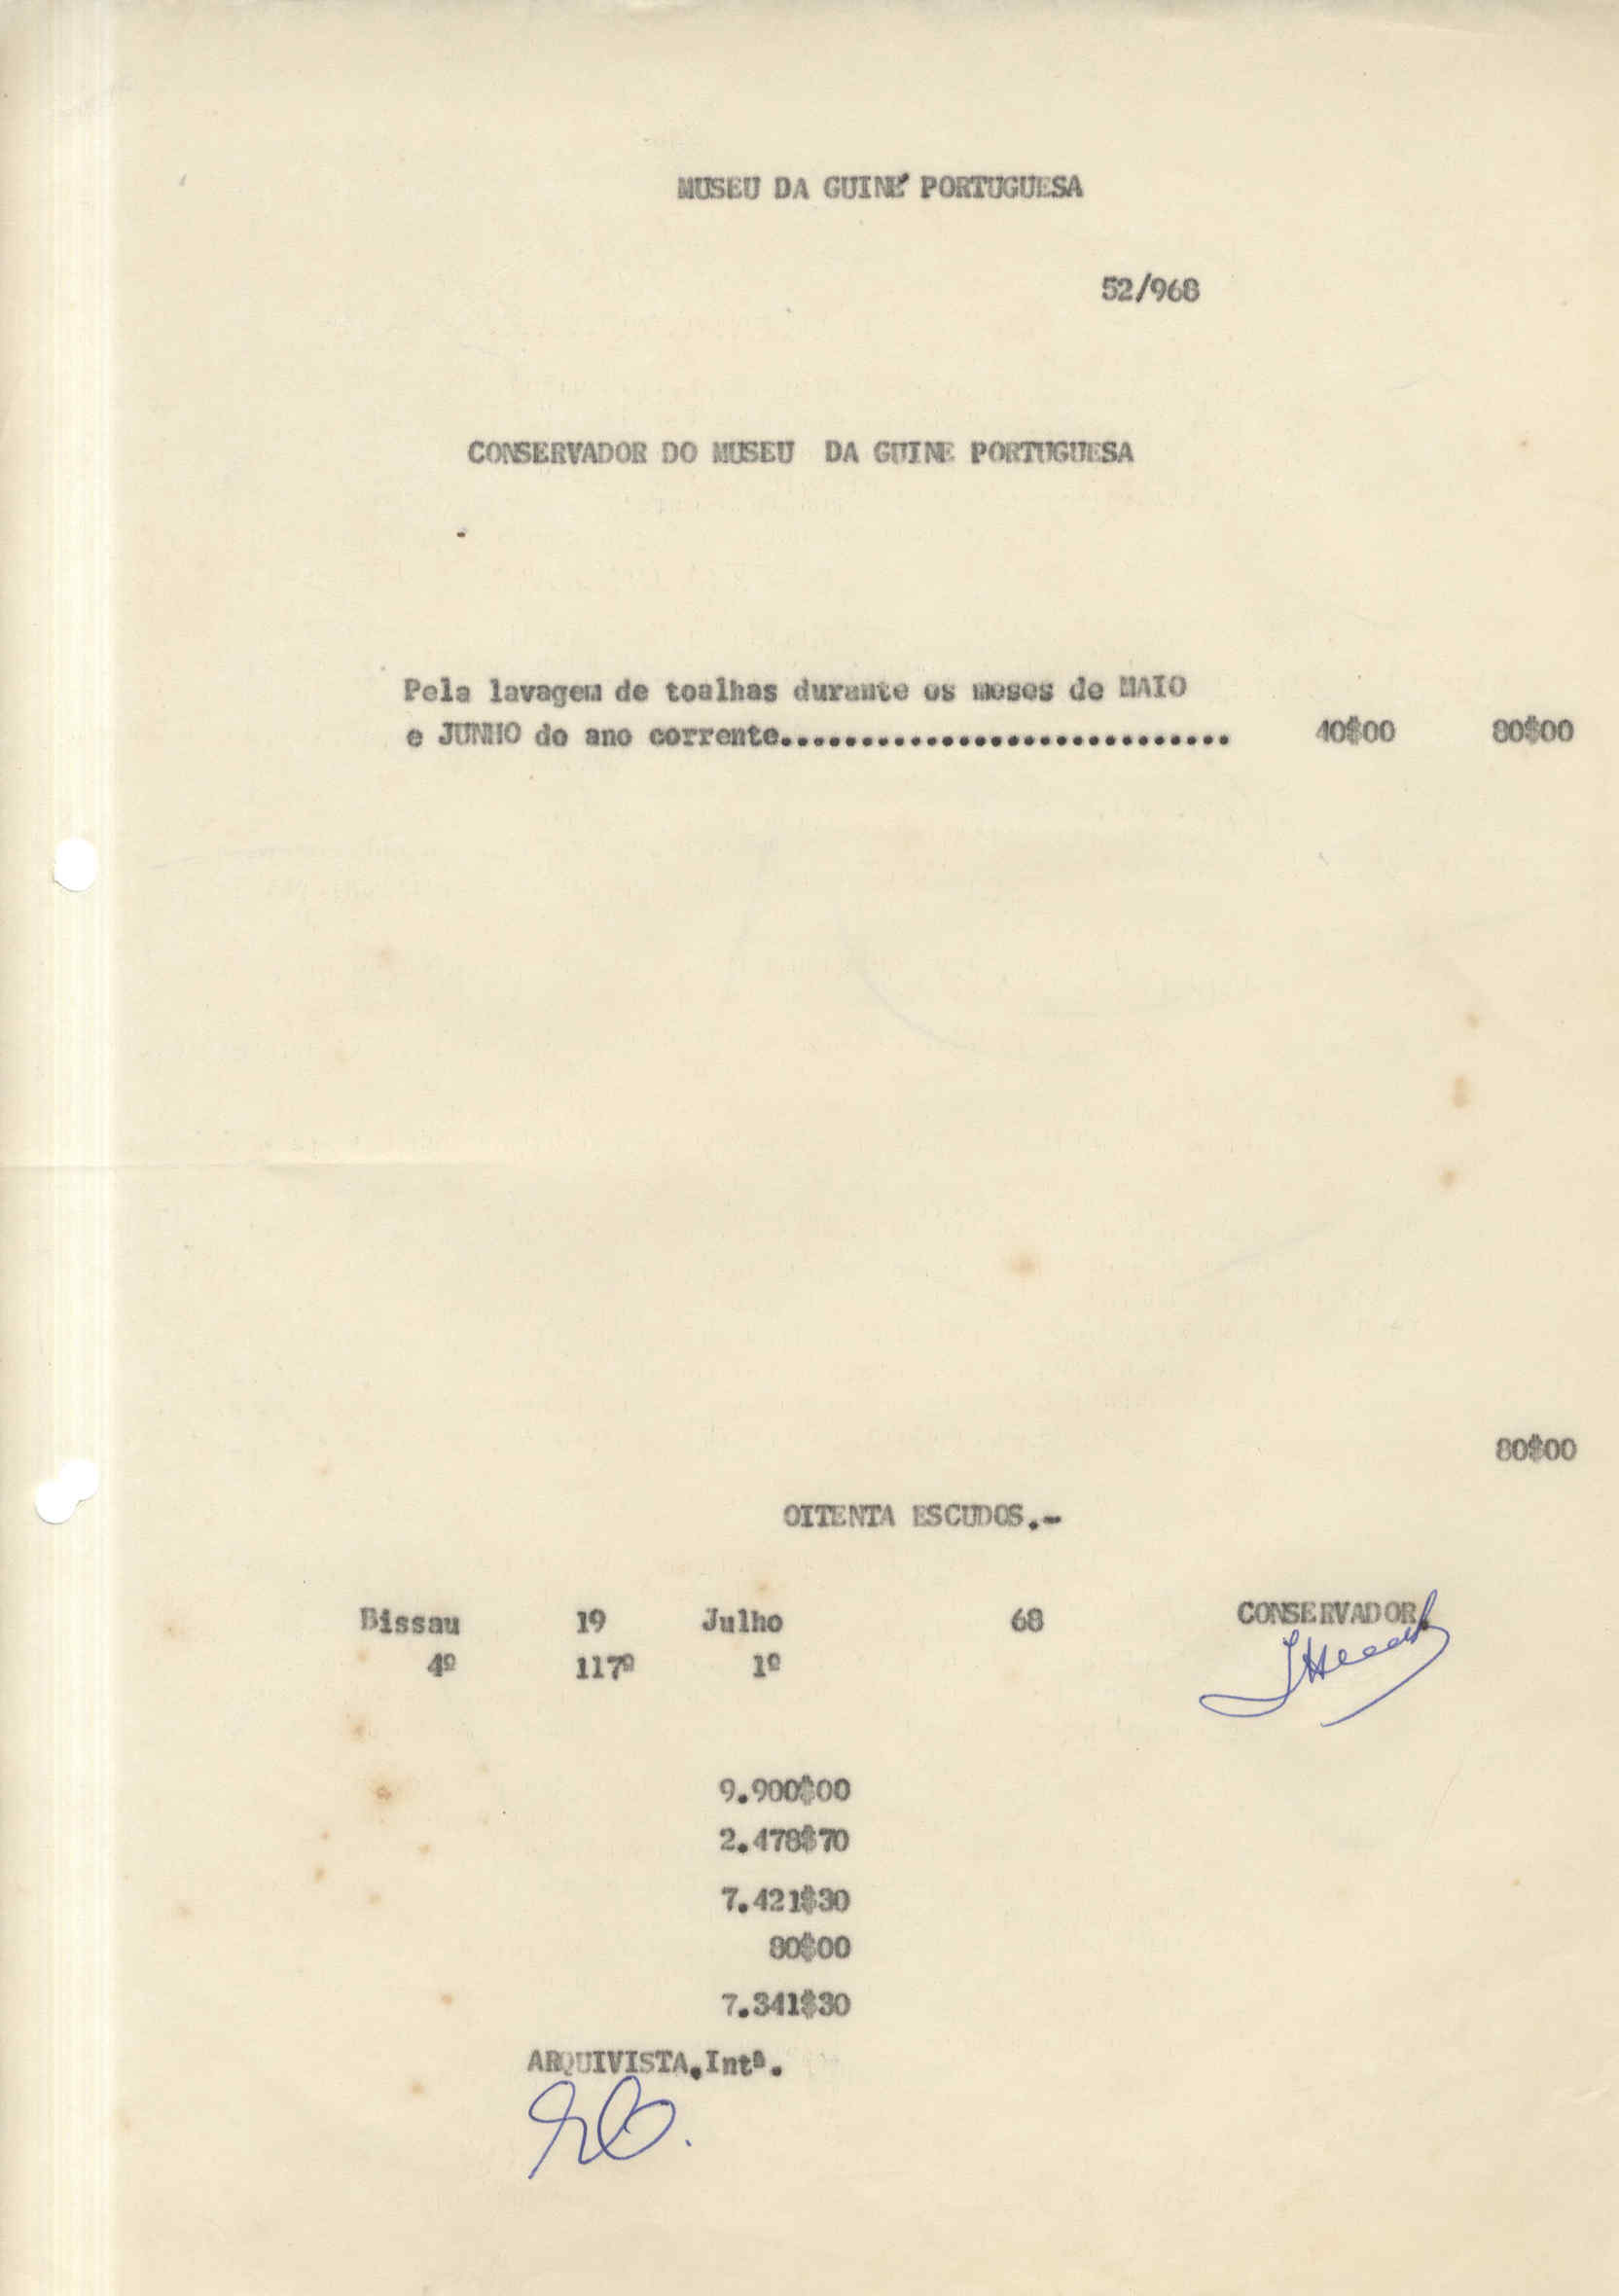 MUSEU DA GUINÉ PORTUGUESA
52/968
CONSERVADOR DO MUSEU DA GUINE PORTUGUESA
Pela lavagem de toalhas durante os meses de MAIO
e JUNHO do ano corrente............................ 40$00 80$00
80$00
OITENTA ESCUDOS.-
Bissau 19 Julho 68 CONSERVADOR
4º 117º 1º
9.900$00
2.478$70
7.421$30
80$00
7.341$30
ARQUIVISTA.Intª.